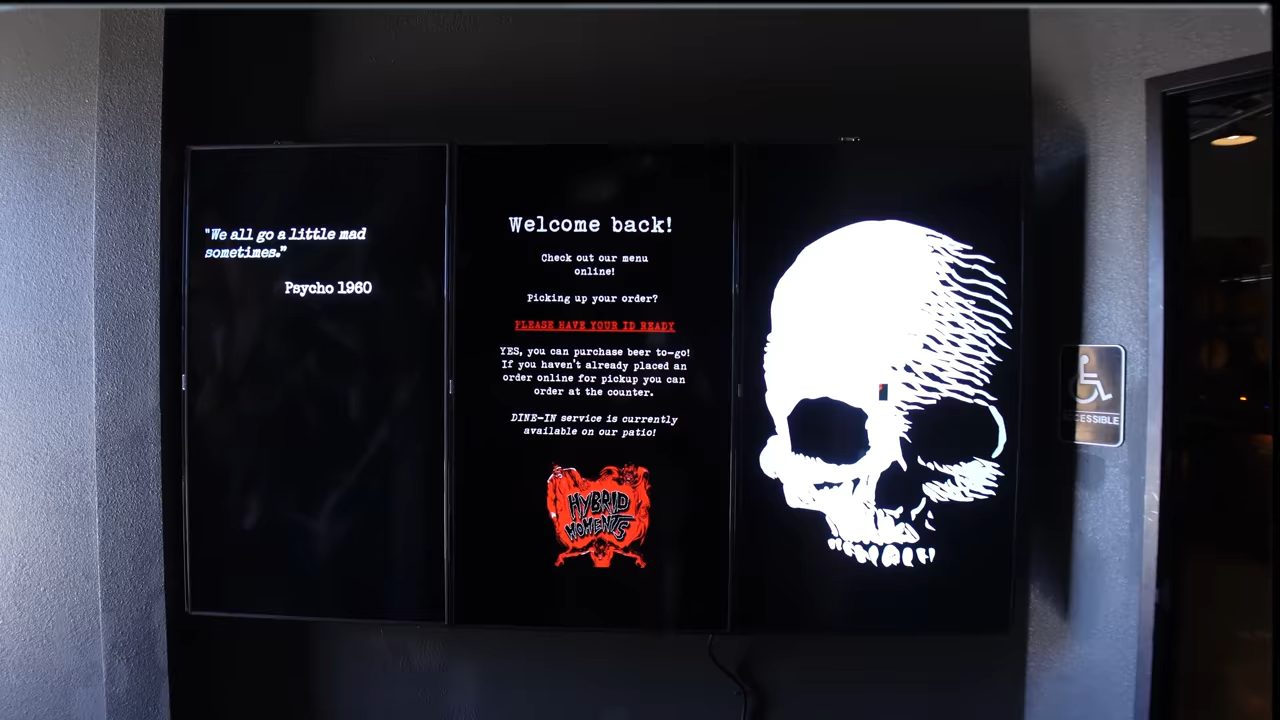 "We all go a little mad
sometimes."
Psycho 1960
Welcome back!
Check out our menu
online!
Picking up your order?
PLEASE HAVE YOUR ID READY
YES, you can purchase beer to-go!
If you haven't already placed an
order online for pickup you can
order at the counter.
DINE-IN service is currently
available on our patio!
HYBRID
MOMENTS
CESSIBLE